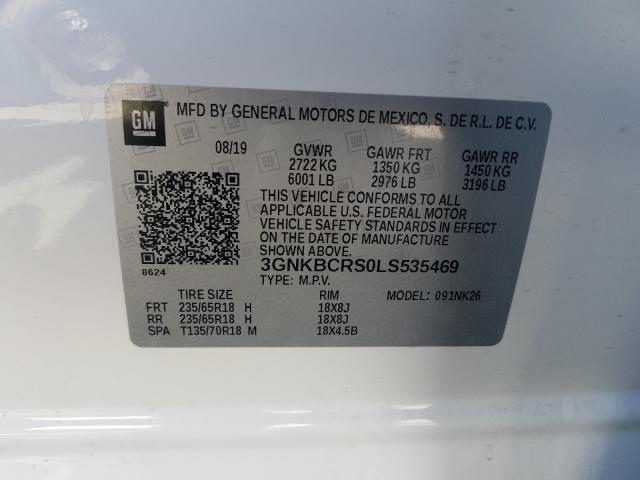 GM
MFD BY GENERAL MOTORS DE MEXICO, S. DE R.L. DE C.V.
08/19 GVWR GAWR FRT GAWR RR
2722 KG 1350 KG 1450 KG
6001 LB 2976 LB 3196 LB
THIS VEHICLE CONFORMS TO ALL
APPLICABLE U.S. FEDERAL MOTOR
VEHICLE SAFETY STANDARDS IN
EFFECT ON THE DATE OF MANUFACTURE
SHOWN ABOVE.
8624
3GNKBCRS0LS535469
TYPE: M.P.V.
TIRE SIZE RIM MODEL: 091NK26
FRT 235/65R18 H 18X8J
RR 235/65R18 H 18X8J
SPA T135/70R18 M 18X4.5B